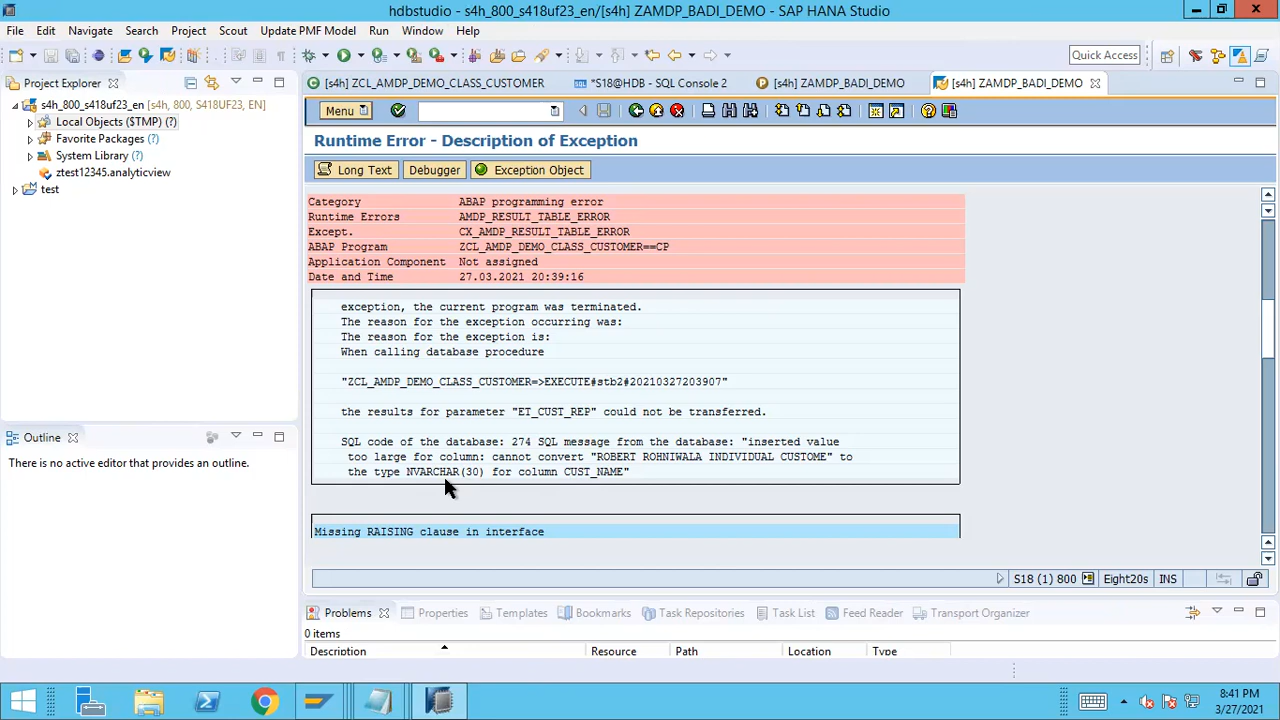 hdbstudio - s4h_800_s418uf23_en/[s4h] ZAMDP_BADI_DEMO - SAP HANA Studio
File Edit Navigate Search Project Scout Update PMF Model Run Window Help
Quick Access
Project Explorer
s4h_800_s418uf23_en [s4h, 800, S418UF23, EN]
Local Objects ($TMP) (?)
Favorite Packages (?)
System Library (?)
ztest12345.analyticview
test
Outline
There is no active editor that provides an outline.
[s4h] ZCL_AMDP_DEMO_CLASS_CUSTOMER
*S18@HDB - SQL Console 2
[s4h] ZAMDP_BADI_DEMO
[s4h] ZAMDP_BADI_DEMO
Menu
Runtime Error - Description of Exception
Long Text Debugger Exception Object
Category ABAP programming error
Runtime Errors AMDP_RESULT_TABLE_ERROR
Except. CX_AMDP_RESULT_TABLE_ERROR
ABAP Program ZCL_AMDP_DEMO_CLASS_CUSTOMER==CP
Application Component Not assigned
Date and Time 27.03.2021 20:39:16
exception, the current program was terminated.
The reason for the exception occurring was:
The reason for the exception is:
When calling database procedure
"ZCL_AMDP_DEMO_CLASS_CUSTOMER=>EXECUTE#stb2#20210327203907"
the results for parameter "ET_CUST_REP" could not be transferred.
SQL code of the database: 274 SQL message from the database: "inserted value
too large for column: cannot convert "ROBERT ROHNIWALA INDIVIDUAL CUSTOME" to
the type NVARCHAR(30) for column CUST_NAME"
Missing RAISING clause in interface
S18 (1) 800 Eight20s INS
Problems Properties Templates Bookmarks Task Repositories Task List Feed Reader Transport Organizer
0 items
Description Resource Path Location Type
8:41 PM
3/27/2021